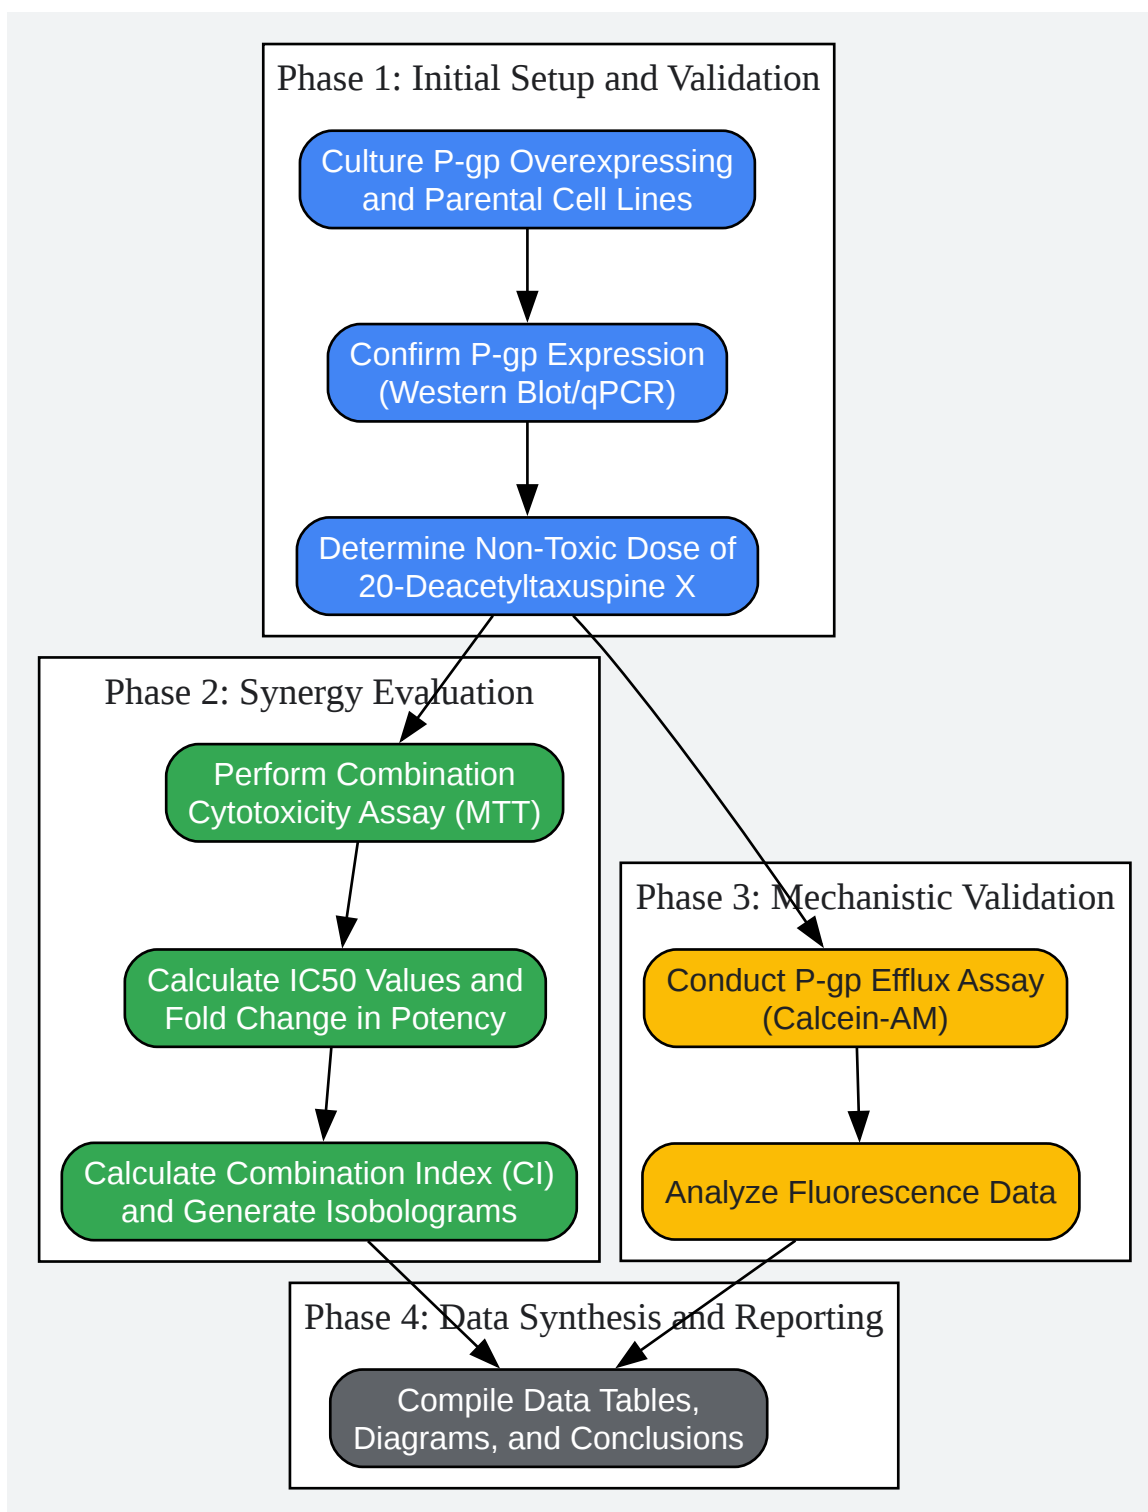 Phase 1: Initial Setup and Validation
Culture P-gp Overexpressing
and Parental Cell Lines
Confirm P-gp Expression
(Western Blot/qPCR)
Determine Non-Toxic Dose of
20-Deacetyltaxuspine X
Phase 2: Synergy Evaluation
Perform Combination
Cytotoxicity Assay (MTT)
Calculate IC50 Values and
Fold Change in Potency
Calculate Combination Index (CI)
and Generate Isobolograms
Phase 3: Mechanistic Validation
Conduct P-gp Efflux Assay
(Calcein-AM)
Analyze Fluorescence Data
Phase 4: Data Synthesis and Reporting
Compile Data Tables,
Diagrams, and Conclusions